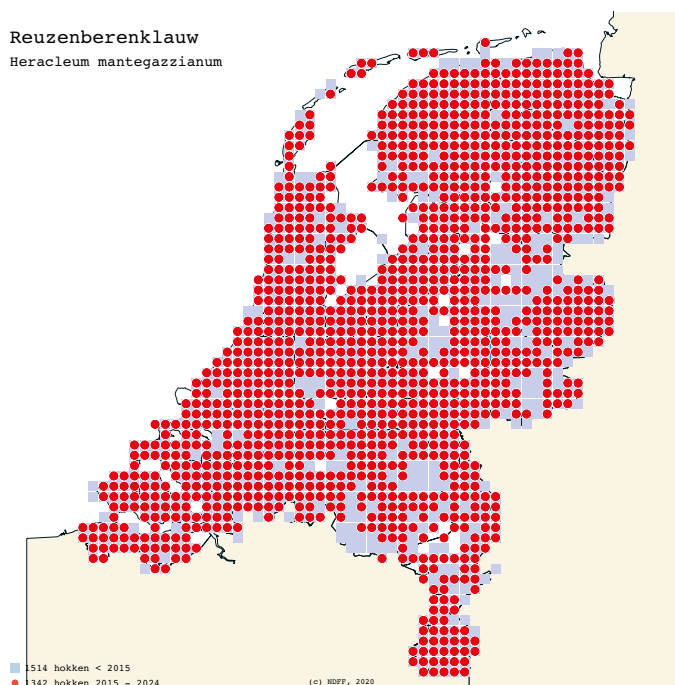 Reuzenberenklauw
Heracleum mantegazzianum
1514 hokken < 2015
1342 hokken 2015 - 2024
(c) NDFF, 2020